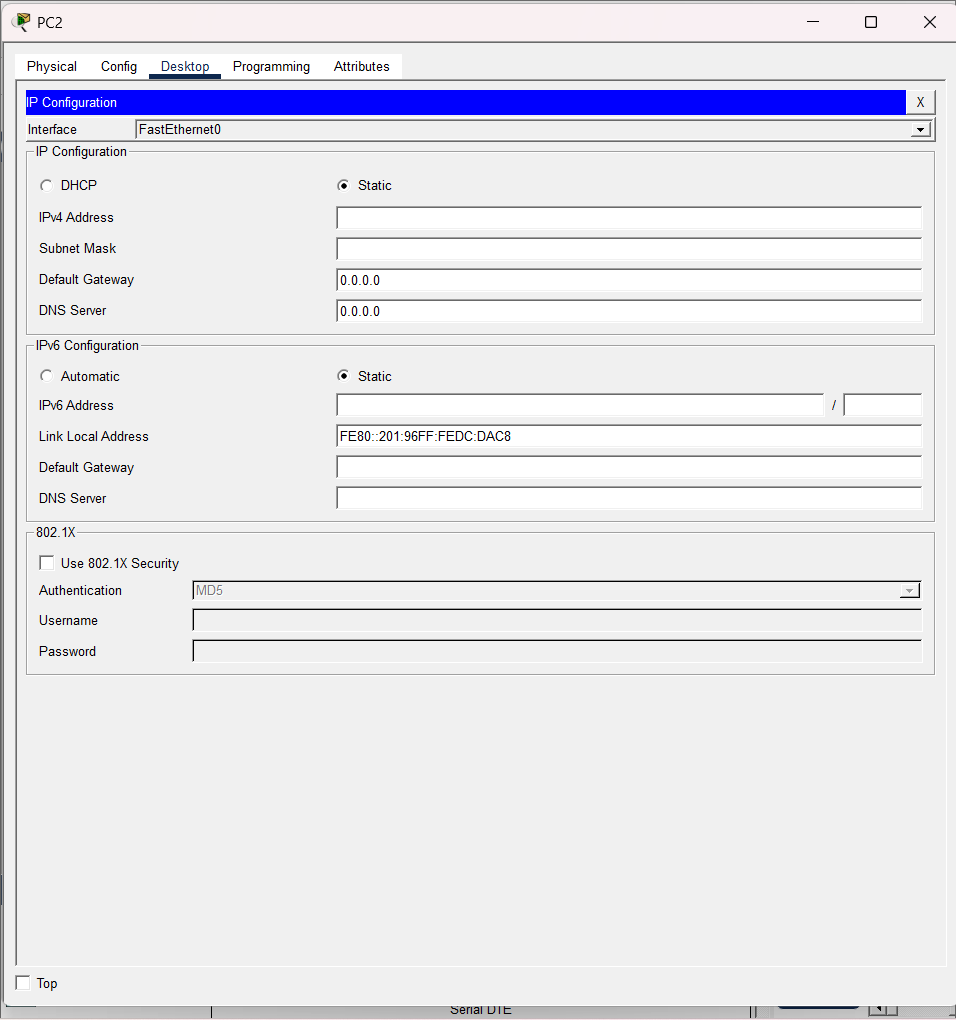 PC2
Physical Config Desktop Programming Attributes
IP Configuration X
Interface FastEthernet0
IP Configuration
DHCP Static
IPv4 Address
Subnet Mask
Default Gateway 0.0.0.0
DNS Server 0.0.0.0
IPv6 Configuration
Automatic Static
IPv6 Address /
Link Local Address FE80::201:96FF:FEDC:DAC8
Default Gateway
DNS Server
802.1X
Use 802.1X Security
Authentication MD5
Username
Password
Top
Serial DTE